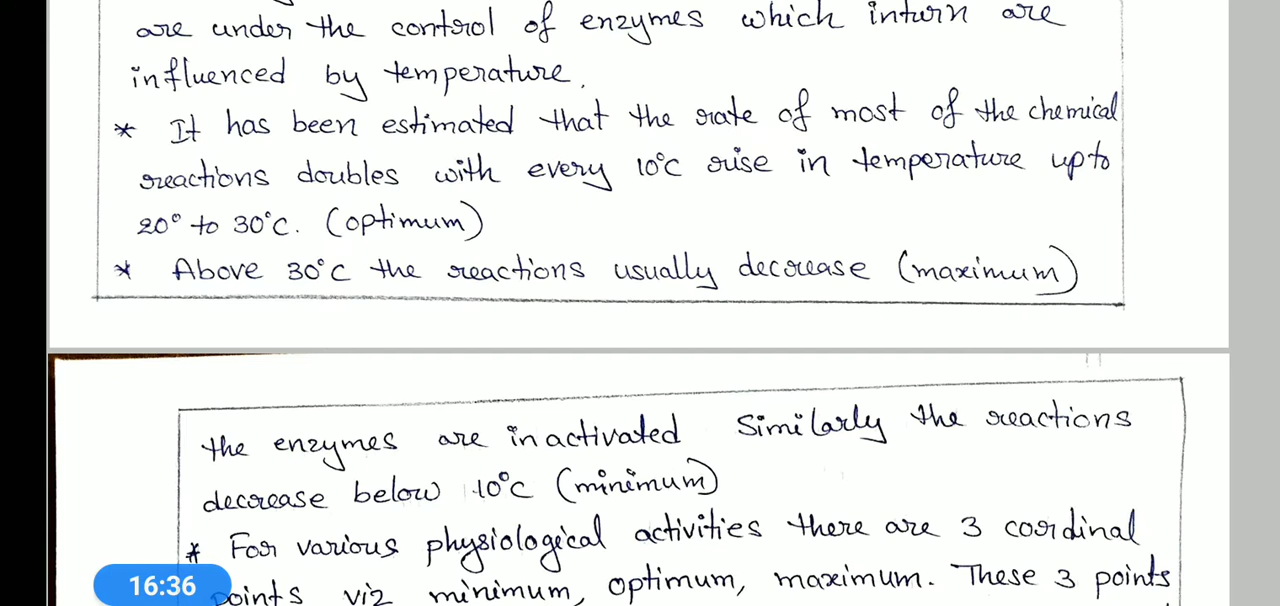 are under the control of enzymes which inturn are
influenced by temperature.
* It has been estimated that the rate of most of the chemical
reactions doubles with every 10°C rise in temperature upto
20° to 30°C. (optimum)
* Above 30°C the reactions usually decrease (maximum)
the enzymes are inactivated Similarly the reactions
decrease below 10°C (minimum)
* For various physiological activities there are 3 coordinal
points viz minimum, optimum, maximum. These 3 points
16:36